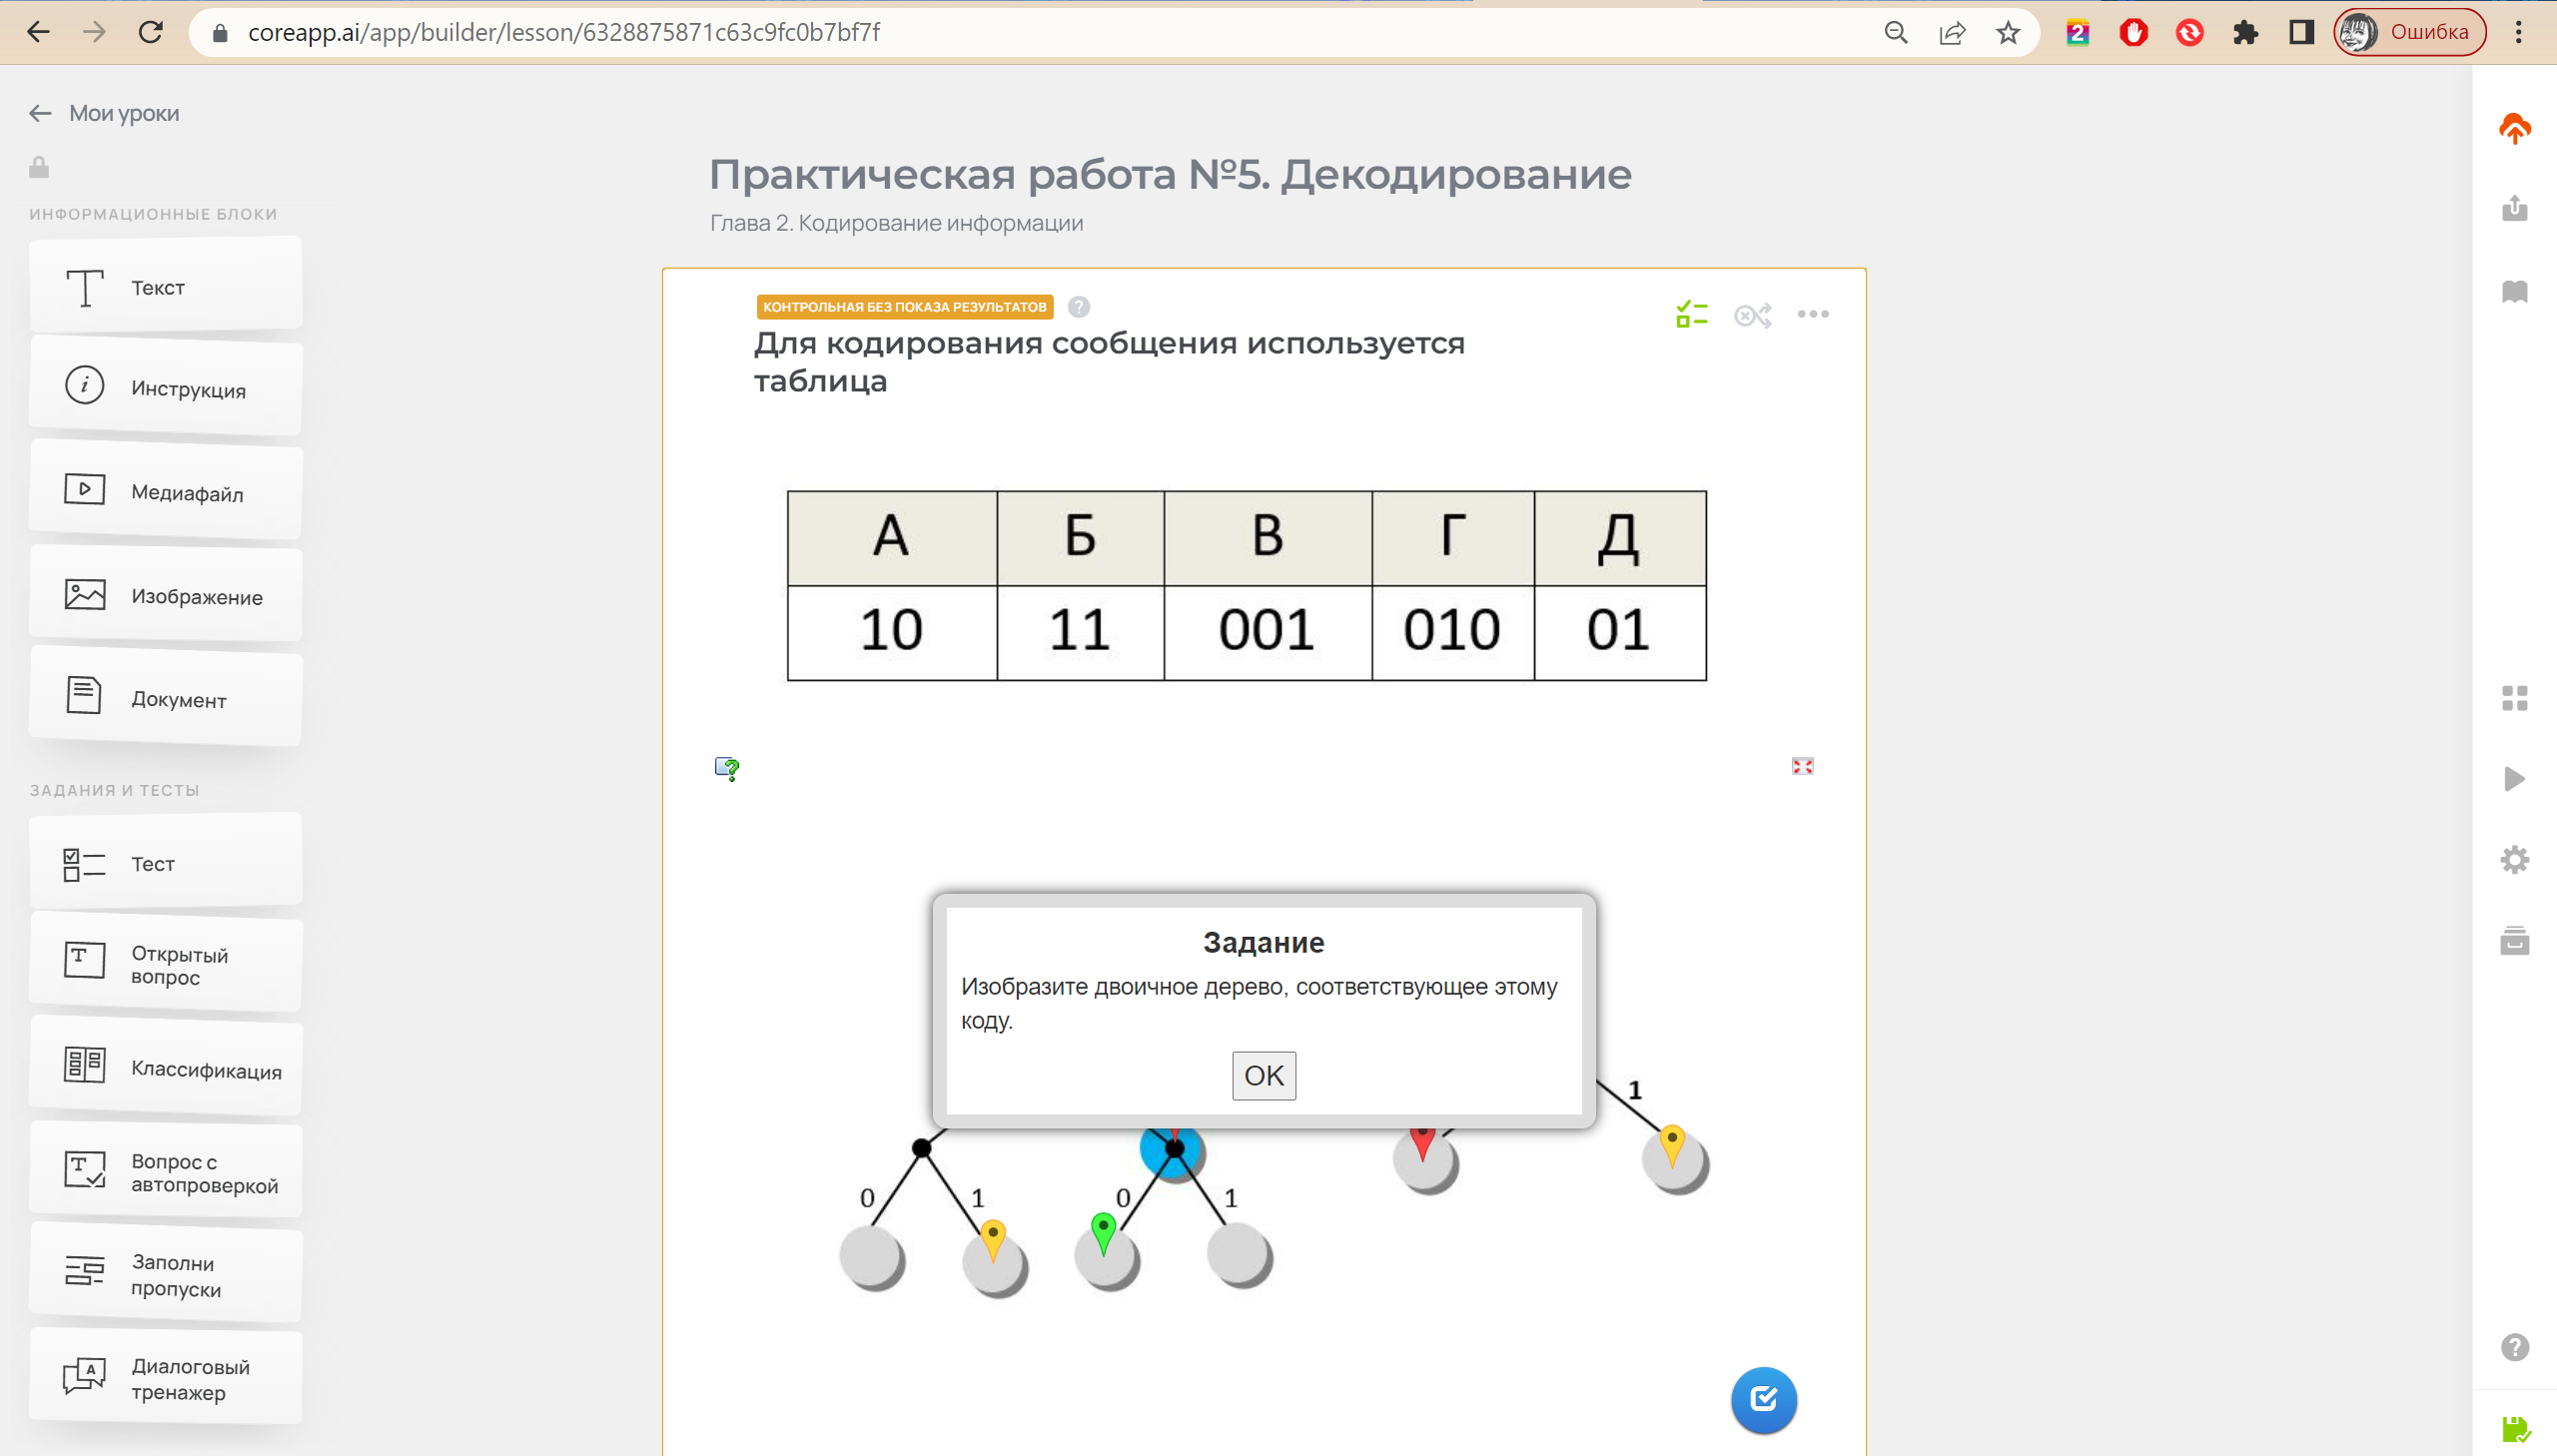 coreapp.ai/app/builder/lesson/6328875871c63c9fc0b7bf7f
2
Ошибка
Мои уроки
Практическая работа №5. Декодирование
Глава 2. Кодирование информации
ИНФОРМАЦИОННЫЕ БЛОКИ
Текст
Инструкция
Медиафайл
Изображение
Документ
ЗАДАНИЯ И ТЕСТЫ
Тест
Открытый
вопрос
Классификация
Вопрос с
автопроверкой
Заполни
пропуски
Диалоговый
тренажер
КОНТРОЛЬНАЯ БЕЗ ПОКАЗА РЕЗУЛЬТАТОВ ?
Для кодирования сообщения используется
таблица
А Б В Г Д
10 11 001 010 01
Задание
Изобразите двоичное дерево, соответствующее этому
коду.
OK
1
0 1 0 1